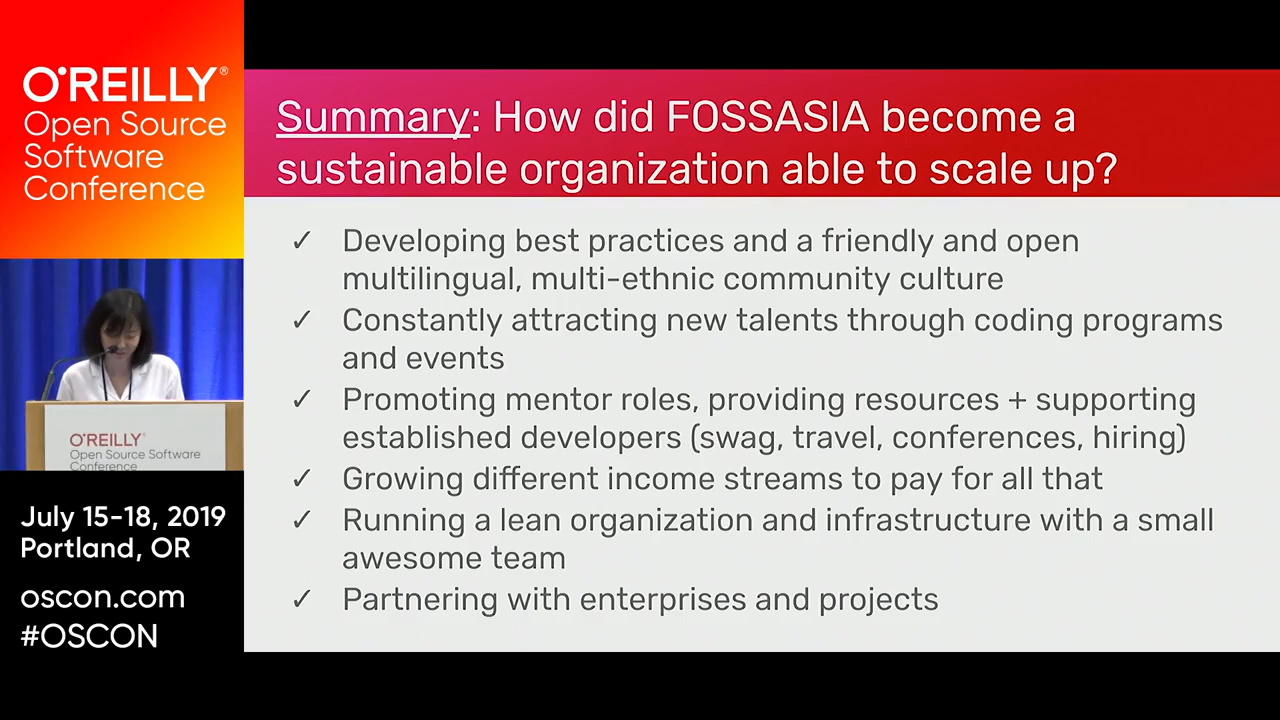 O'REILLY®
Open Source
Software
Conference
Summary: How did FOSSASIA become a
sustainable organization able to scale up?
✓ Developing best practices and a friendly and open
multilingual, multi-ethnic community culture
✓ Constantly attracting new talents through coding programs
and events
✓ Promoting mentor roles, providing resources + supporting
established developers (swag, travel, conferences, hiring)
✓ Growing different income streams to pay for all that
✓ Running a lean organization and infrastructure with a small
awesome team
✓ Partnering with enterprises and projects
O'REILLY®
Open Source Software
Conference
July 15-18, 2019
Portland, OR
oscon.com
#OSCON